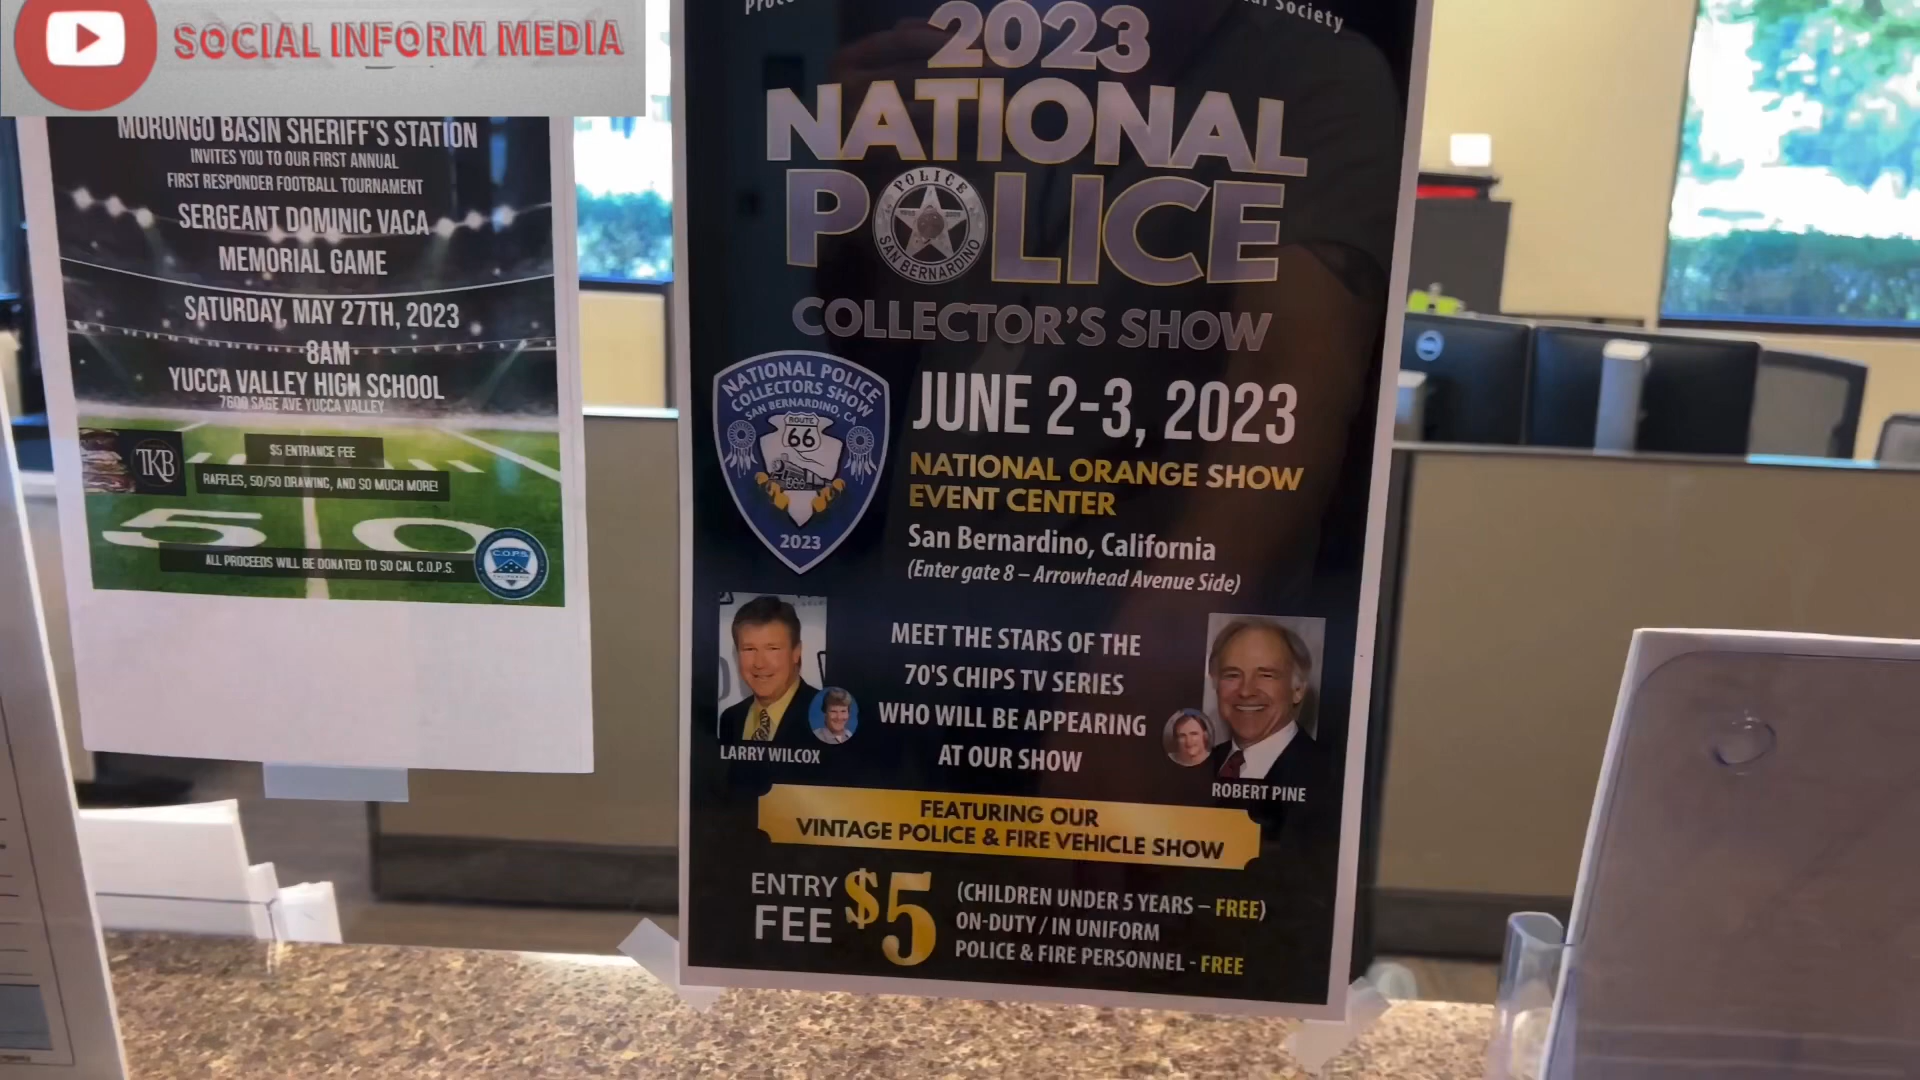 SOCIAL INFORM MEDIA
MORONGO BASIN SHERIFF'S STATION
INVITES YOU TO OUR FIRST ANNUAL
FIRST RESPONDER FOOTBALL TOURNAMENT
SERGEANT DOMINIC VACA
MEMORIAL GAME
SATURDAY, MAY 27TH, 2023
8AM
YUCCA VALLEY HIGH SCHOOL
7600 SAGE AVE YUCCA VALLEY
TKB
$5 ENTRANCE FEE
RAFFLES, 50/50 DRAWING, AND SO MUCH MORE!
5 0
ALL PROCEEDS WILL BE DONATED TO SO CAL C.O.P.S.
C.O.P.S.
CALIFORNIA
Society
2023
NATIONAL
POLICE
POLICE
SAN BERNARDINO
COLLECTOR'S SHOW
NATIONAL POLICE
COLLECTORS SHOW
SAN BERNARDINO, CA
ROUTE
66
2023
JUNE 2-3, 2023
NATIONAL ORANGE SHOW
EVENT CENTER
San Bernardino, California
(Enter gate 8 – Arrowhead Avenue Side)
MEET THE STARS OF THE
70'S CHIPS TV SERIES
WHO WILL BE APPEARING
AT OUR SHOW
LARRY WILCOX
ROBERT PINE
FEATURING OUR
VINTAGE POLICE & FIRE VEHICLE SHOW
ENTRY
FEE
$5
(CHILDREN UNDER 5 YEARS – FREE)
ON-DUTY / IN UNIFORM
POLICE & FIRE PERSONNEL - FREE